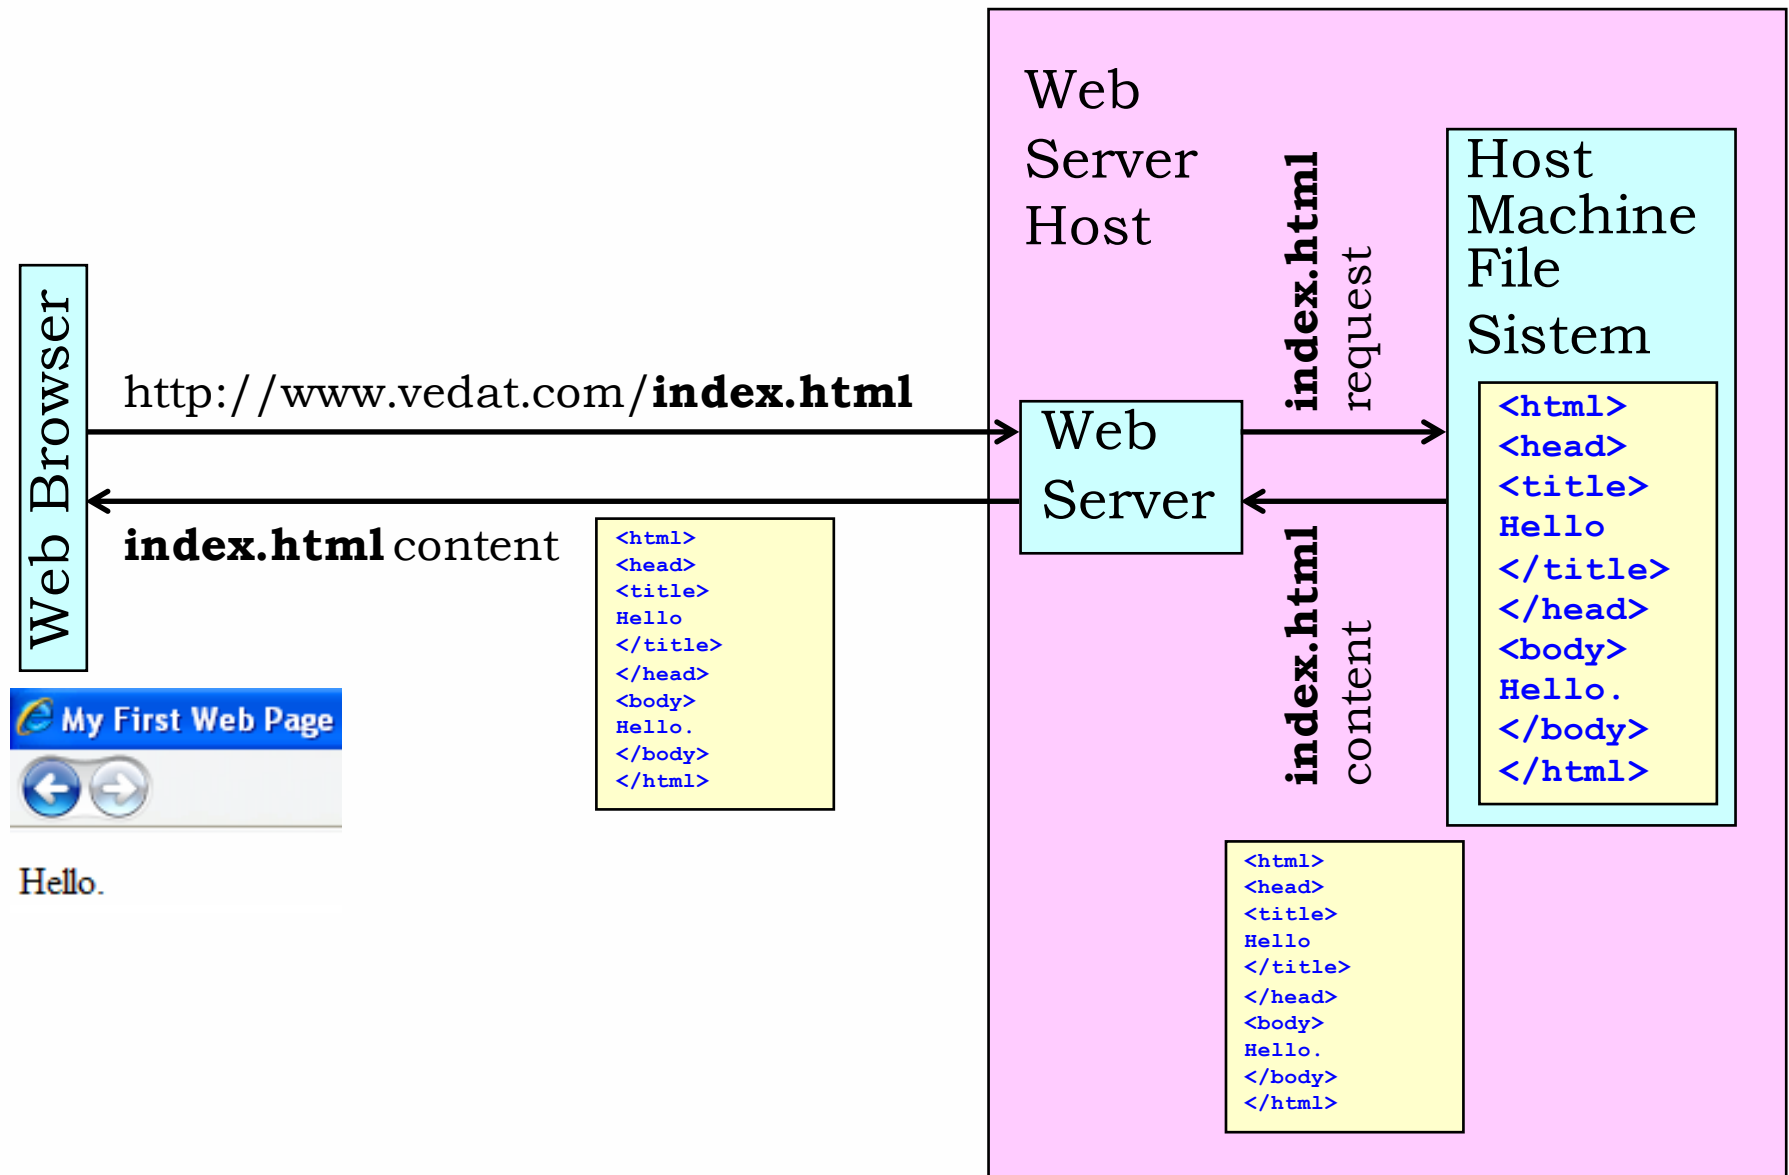 Web
Server
Host
index.html
request
Host
Machine
File
Sistem
Web Browser
http://www.vedat.com/index.html
Web
Server
index.html content
index.html
content
<html>
<head>
<title>
Hello
</title>
</head>
<body>
Hello.
</body>
</html>
<html>
<head>
<title>
Hello
</title>
</head>
<body>
Hello.
</body>
</html>
My First Web Page
Hello.
<html>
<head>
<title>
Hello
</title>
</head>
<body>
Hello.
</body>
</html>